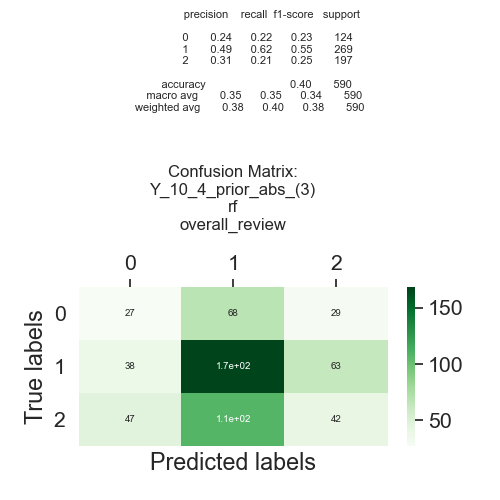 precision recall f1-score support
0 0.24 0.22 0.23 124
1 0.49 0.62 0.55 269
2 0.31 0.21 0.25 197
accuracy 0.40 590
macro avg 0.35 0.35 0.34 590
weighted avg 0.38 0.40 0.38 590
Confusion Matrix:
Y_10_4_prior_abs_(3)
rf
overall_review
0 1 2
0 27 68 29
1 38 1.7e+02 63
2 47 1.1e+02 42
True labels
Predicted labels
150
100
50